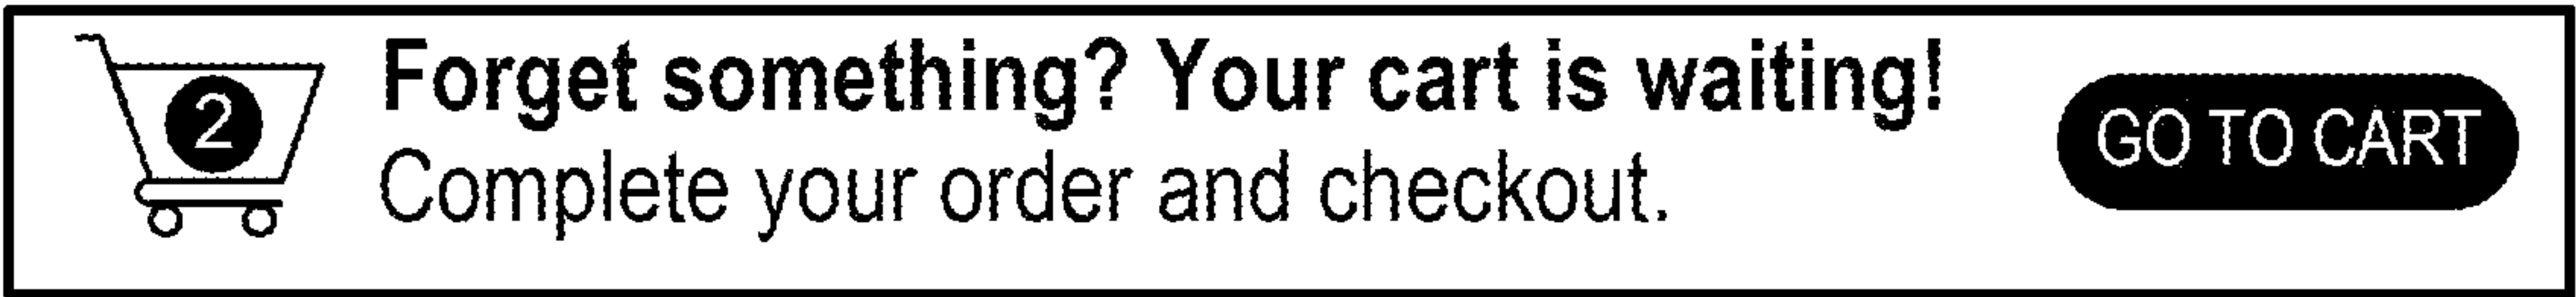 2
Forget something? Your cart is waiting!
Complete your order and checkout.
GO TO CART